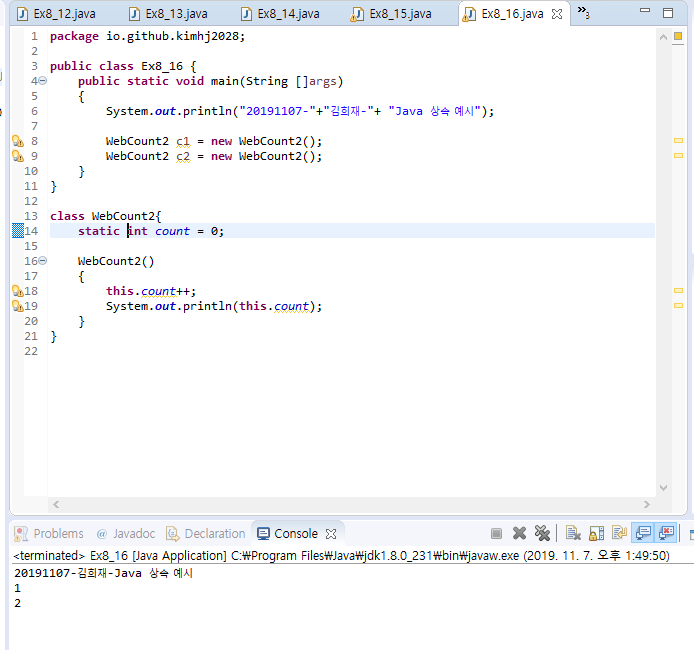 Ex8_12.java Ex8_13.java Ex8_14.java Ex8_15.java Ex8_16.java »3
1 package io.github.kimhj2028;
2
3 public class Ex8_16 {
4 public static void main(String []args)
5 {
6 System.out.println("20191107-"+"김희재-"+ "Java 상속 예시");
7
8 WebCount2 c1 = new WebCount2();
9 WebCount2 c2 = new WebCount2();
10 }
11 }
12
13 class WebCount2{
14 static int count = 0;
15
16 WebCount2()
17 {
18 this.count++;
19 System.out.println(this.count);
20 }
21 }
22
Problems @ Javadoc Declaration Console
<terminated> Ex8_16 [Java Application] C:₩Program Files₩Java₩jdk1.8.0_231₩bin₩javaw.exe (2019. 11. 7. 오후 1:49:50)
20191107-김희재-Java 상속 예시
1
2